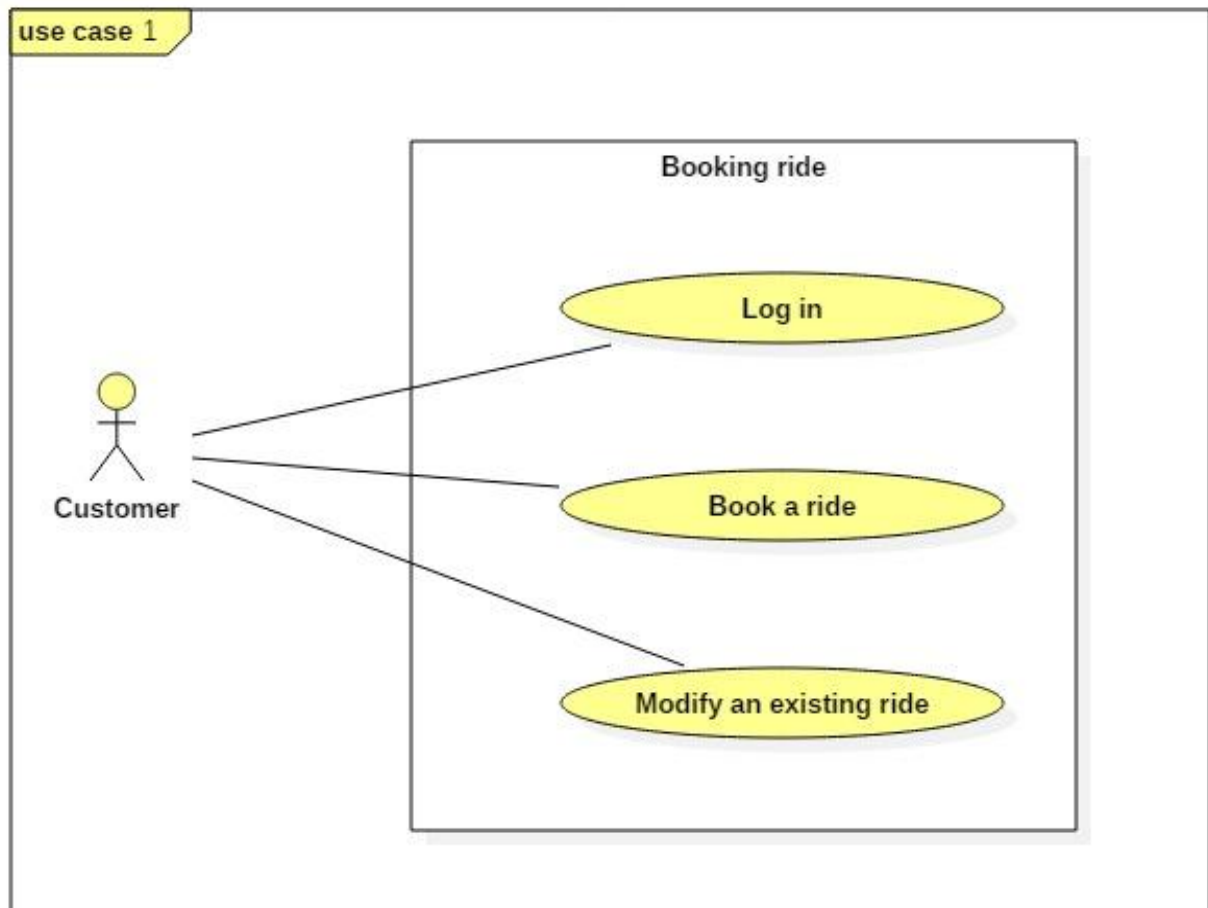 use case 1
Booking ride
Log in
Customer
Book a ride
Modify an existing ride